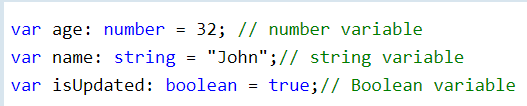 var age: number = 32; // number variable
var name: string = "John";// string variable
var isUpdated: boolean = true;// Boolean variable